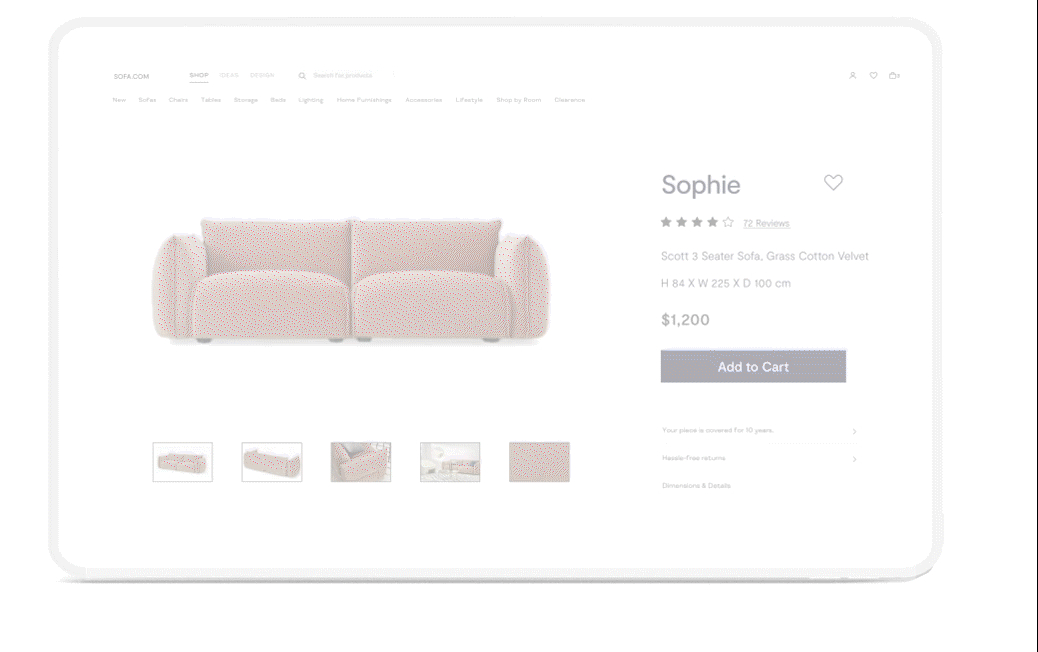 SOFA.COM SHOP IDEAS DESIGN Search for products
0
New Sofas Chairs Tables Storage Beds Lighting Home Furnishings Accessories Lifestyle Shop by Room Clearance
Sophie
72 Reviews
Scott 3 Seater Sofa, Grass Cotton Velvet
H 84 X W 225 X D 100 cm
$1,200
Add to Cart
Your piece is covered for 10 years.
Hassle-free returns
Dimensions & Details